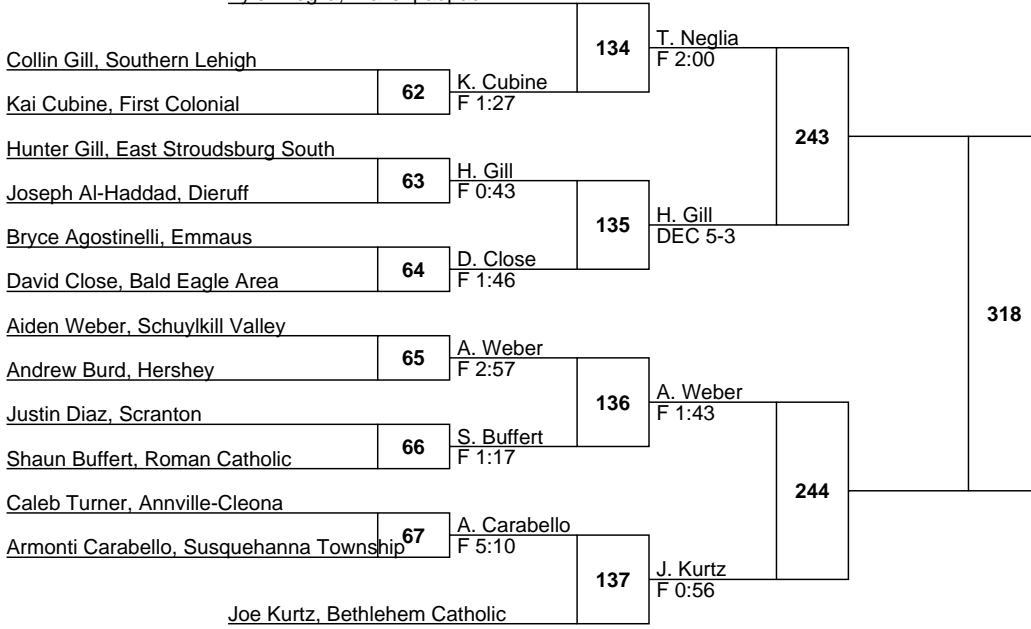 134
T. Neglia
F 2:00
Collin Gill, Southern Lehigh
62
K. Cubine
F 1:27
Kai Cubine, First Colonial
243
Hunter Gill, East Stroudsburg South
63
H. Gill
F 0:43
Joseph Al-Haddad, Dieruff
135
H. Gill
DEC 5-3
Bryce Agostinelli, Emmaus
64
D. Close
F 1:46
David Close, Bald Eagle Area
318
Aiden Weber, Schuylkill Valley
65
A. Weber
F 2:57
Andrew Burd, Hershey
136
A. Weber
F 1:43
Justin Diaz, Scranton
66
S. Buffert
F 1:17
Shaun Buffert, Roman Catholic
244
Caleb Turner, Annville-Cleona
67
A. Carabello
F 5:10
Armonti Carabello, Susquehanna Township
137
J. Kurtz
F 0:56
Joe Kurtz, Bethlehem Catholic